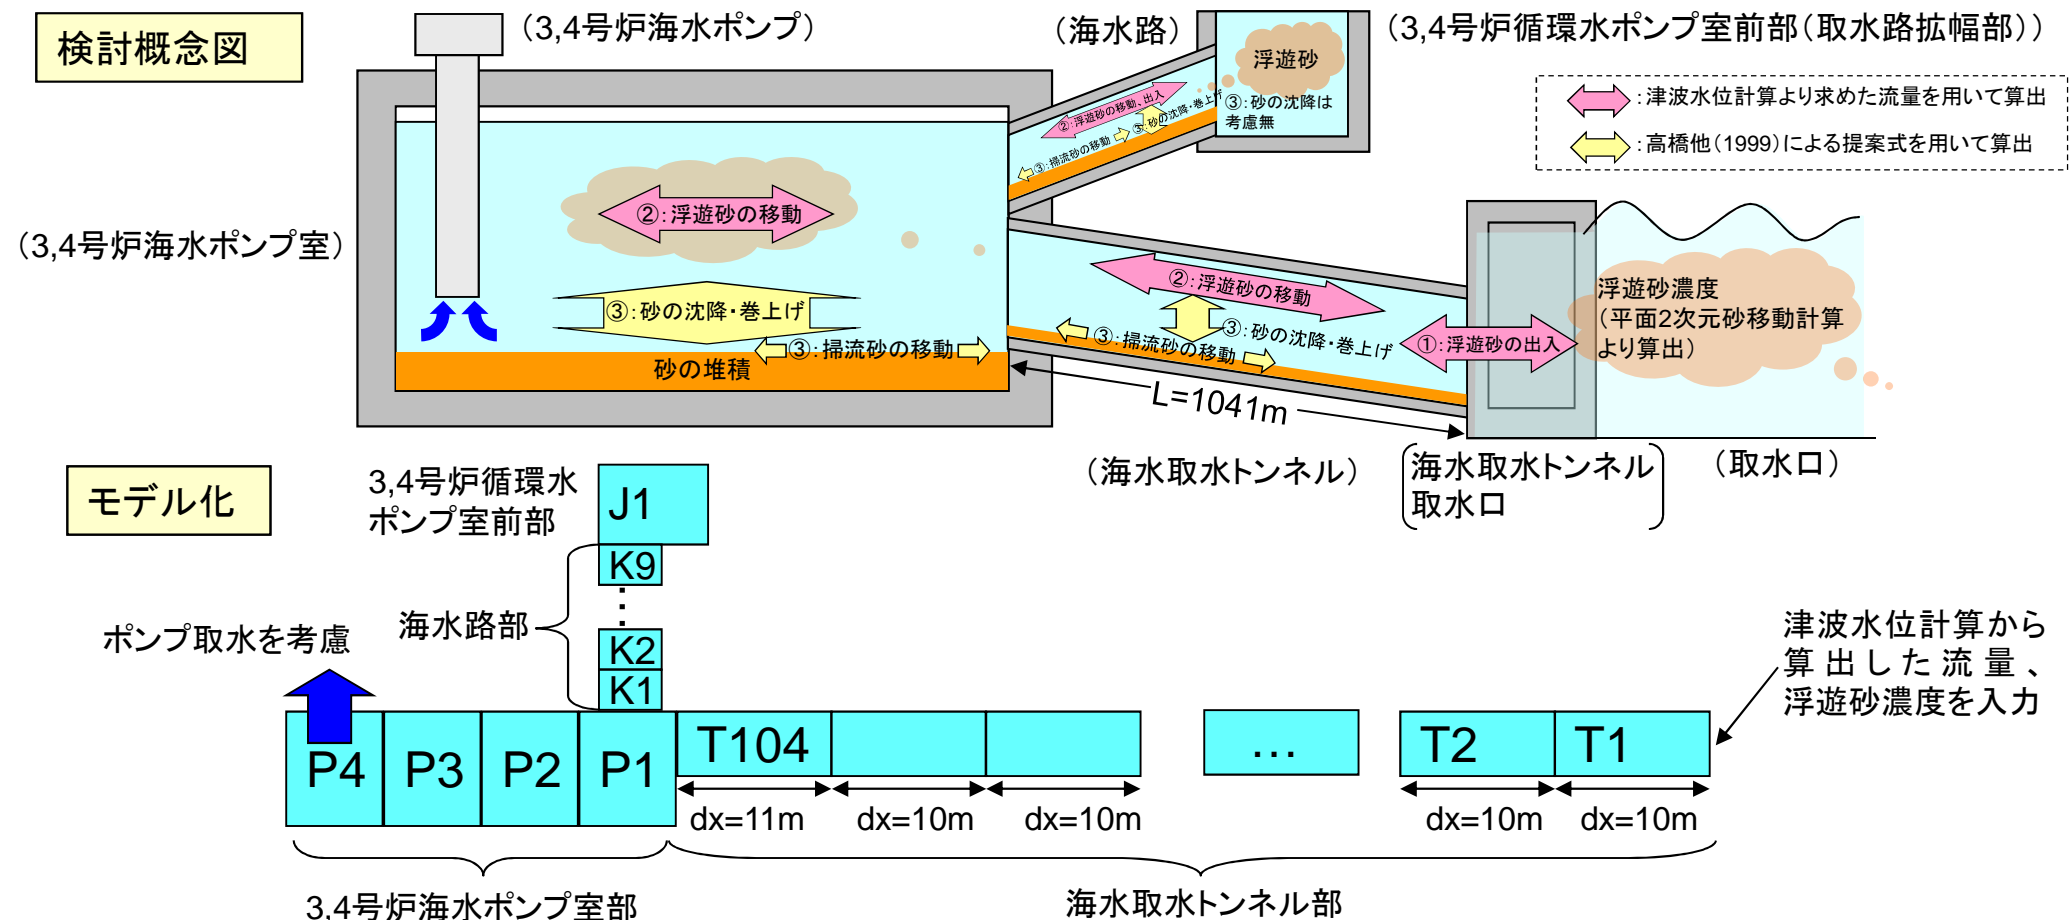 検討概念図
(3,4号炉海水ポンプ)
(海水路)
(3,4号炉循環水ポンプ室前部(取水路拡幅部))
浮遊砂
③:砂の沈降は
考慮無
②:浮遊砂の移動、出入
③:砂の沈降・巻上げ
③:掃流砂の移動
:津波水位計算より求めた流量を用いて算出
:高橋他(1999)による提案式を用いて算出
(3,4号炉海水ポンプ室)
②:浮遊砂の移動
③:砂の沈降・巻上げ
③:掃流砂の移動
砂の堆積
②:浮遊砂の移動
③:砂の沈降・巻上げ
③:掃流砂の移動
①:浮遊砂の出入
浮遊砂濃度
(平面2次元砂移動計算
より算出)
L=1041m
(海水取水トンネル)
海水取水トンネル
取水口
(取水口)
モデル化
3,4号炉循環水
ポンプ室前部
J1
K9
⋮
K2
K1
海水路部
ポンプ取水を考慮
津波水位計算から
算出した流量、
浮遊砂濃度を入力
P4
P3
P2
P1
T104
…
T2
T1
dx=11m
dx=10m
dx=10m
dx=10m
dx=10m
3,4号炉海水ポンプ室部
海水取水トンネル部